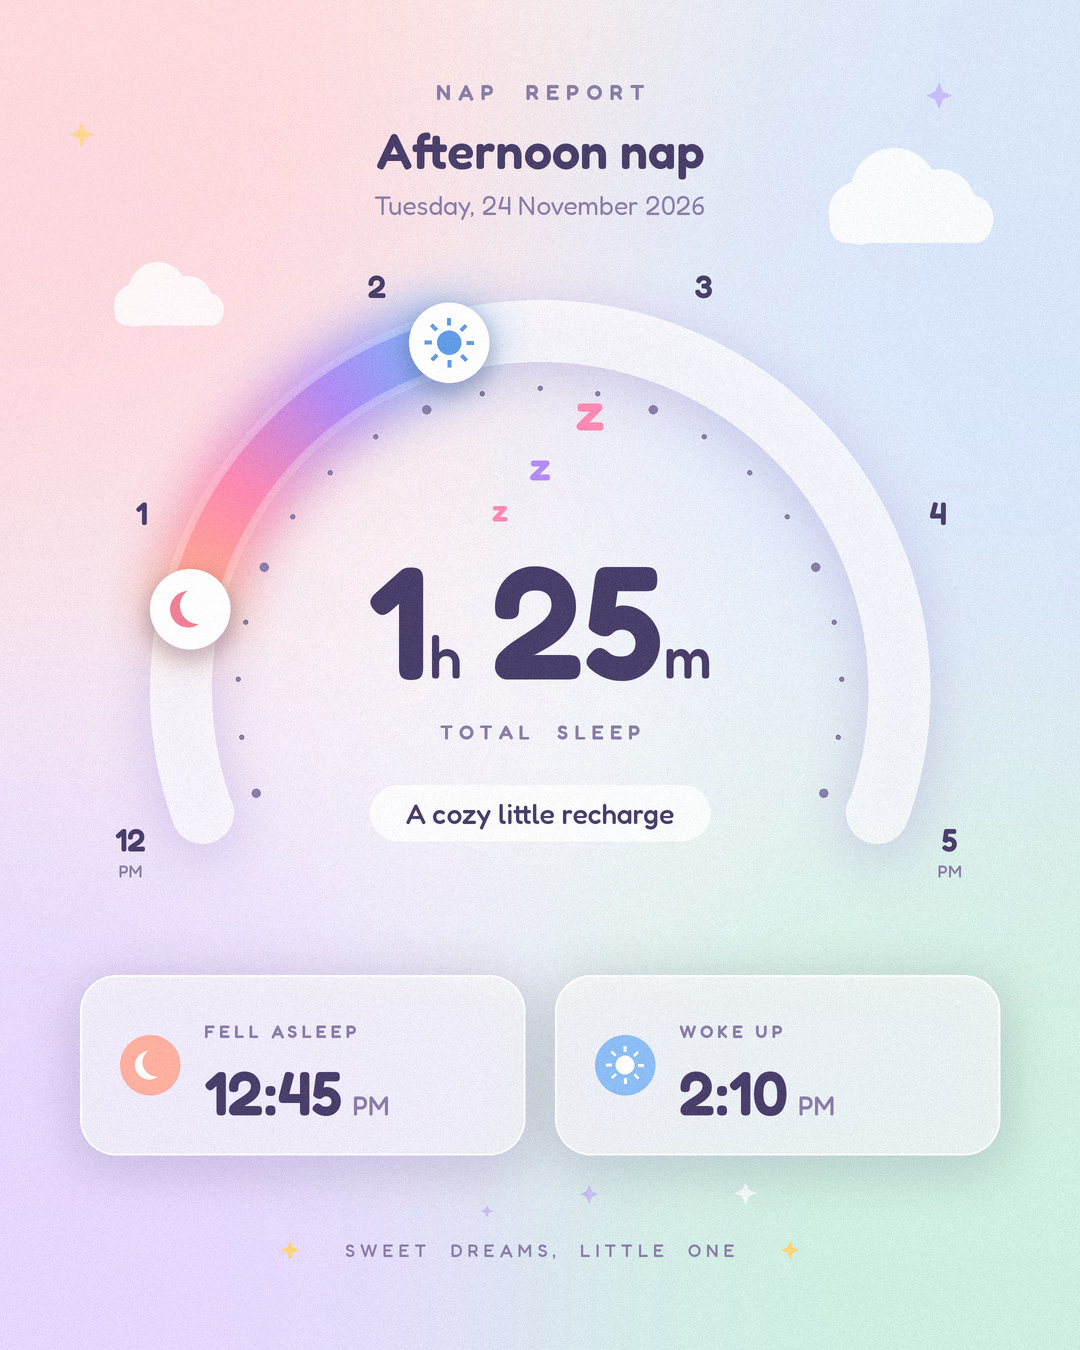 NAP REPORT
Afternoon nap
Tuesday, 24 November 2026
2
3
1
4
z
z
z
1h 25m
TOTAL SLEEP
A cozy little recharge
12
PM
5
PM
FELL ASLEEP
12:45 PM
WOKE UP
2:10 PM
SWEET DREAMS, LITTLE ONE